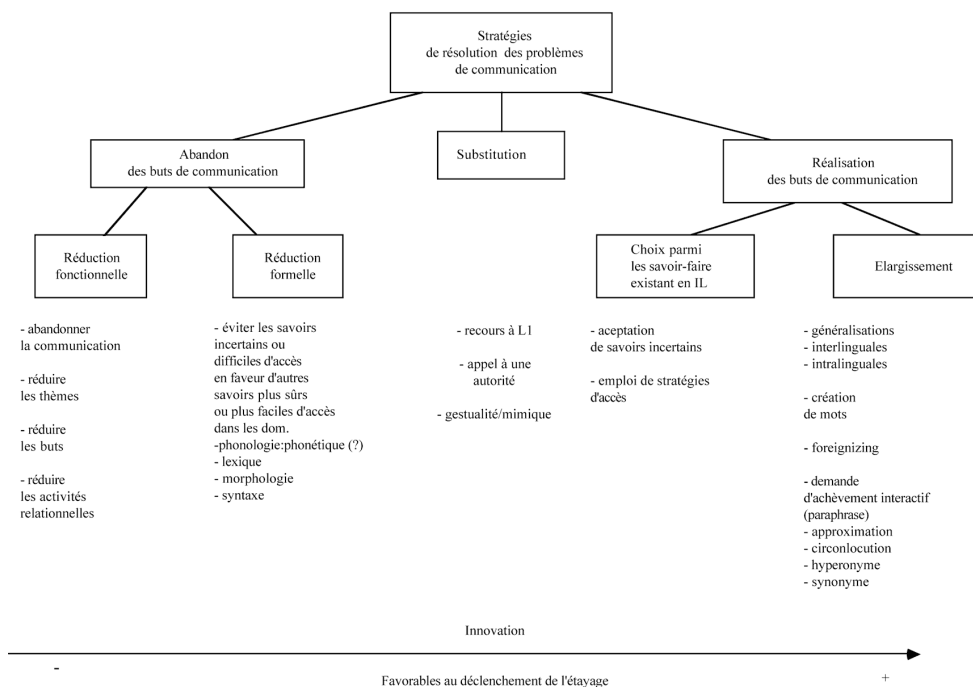 Stratégies
de résolution des problèmes
de communication
Abandon
des buts de communication
Substitution
Réalisation
des buts de communication
Réduction
fonctionnelle
Réduction
formelle
Choix parmi
les savoir-faire
existant en IL
Elargissement
- abandonner
la communication
- réduire
les thèmes
- réduire
les buts
- réduire
les activités
relationnelles
- éviter les savoirs
incertains ou
difficiles d'accès
en faveur d'autres
savoirs plus sûrs
ou plus faciles d'accès
dans les dom.
-phonologie:phonétique (?)
- lexique
- morphologie
- syntaxe
- recours à L1
- appel à une
autorité
- gestualité/mimique
- aceptation
de savoirs incertains
- emploi de stratégies
d'accès
- généralisations
- interlinguales
- intralinguales
- création
de mots
- foreignizing
- demande
d'achèvement interactif
(paraphrase)
- approximation
- circonlocution
- hyperonyme
- synonyme
Innovation
-
+
Favorables au déclenchement de l'étayage